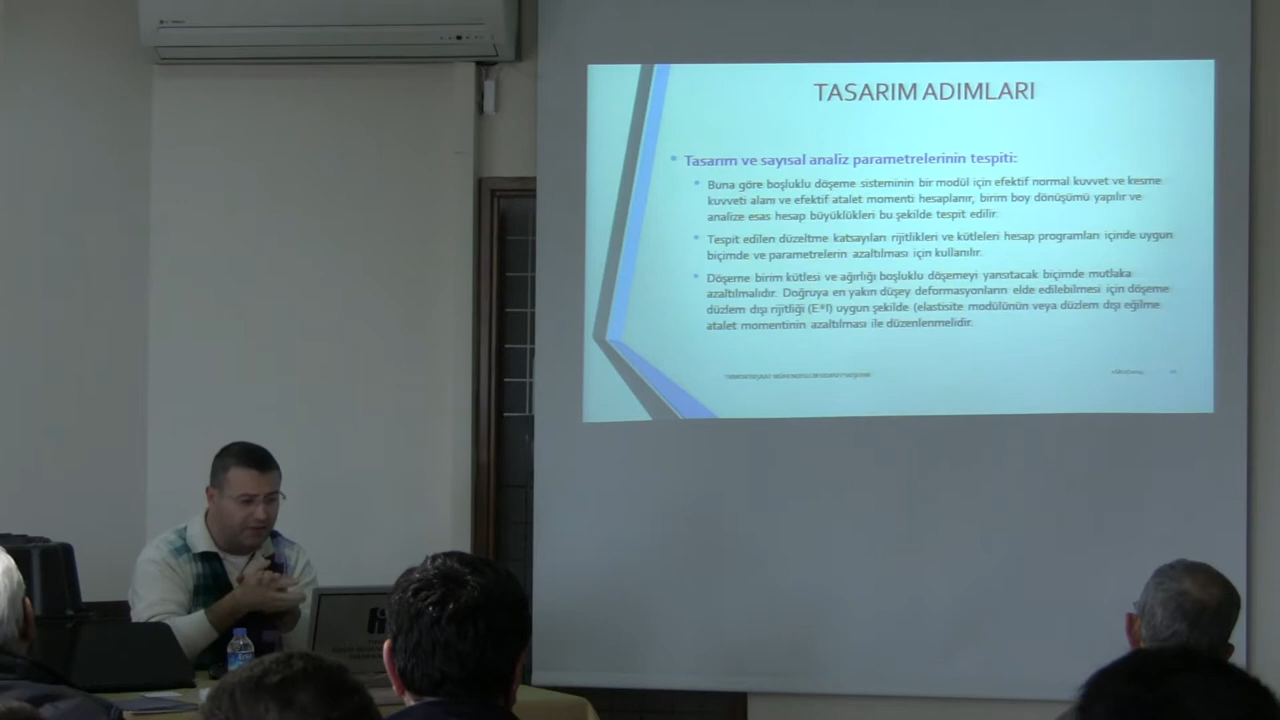 TASARIM ADIMLARI
• Tasarım ve sayısal analiz parametrelerinin tespiti:
• Buna göre boşluklu döşeme sisteminin bir modül için efektif normal kuvvet ve kesme
kuvveti alanı ve efektif atalet momenti hesaplanır, birim boy dönüşümü yapılır ve
analize esas hesap büyüklükleri bu şekilde tespit edilir.
• Tespit edilen düzeltme katsayıları rijitlikleri ve kütleleri hesap programları içinde uygun
biçimde ve parametrelerin azaltılması için kullanılır.
• Döşeme birim kütlesi ve ağırlığı boşluklu döşemeyi yansıtacak biçimde mutlaka
azaltılmalıdır. Doğruya en yakın düşey deformasyonların elde edilebilmesi için döşeme
düzlem dışı rijitliği (E*I) uygun şekilde (elastisite modülünün veya düzlem dışı eğilme
atalet momentinin azaltılması ile düzenlenmelidir.